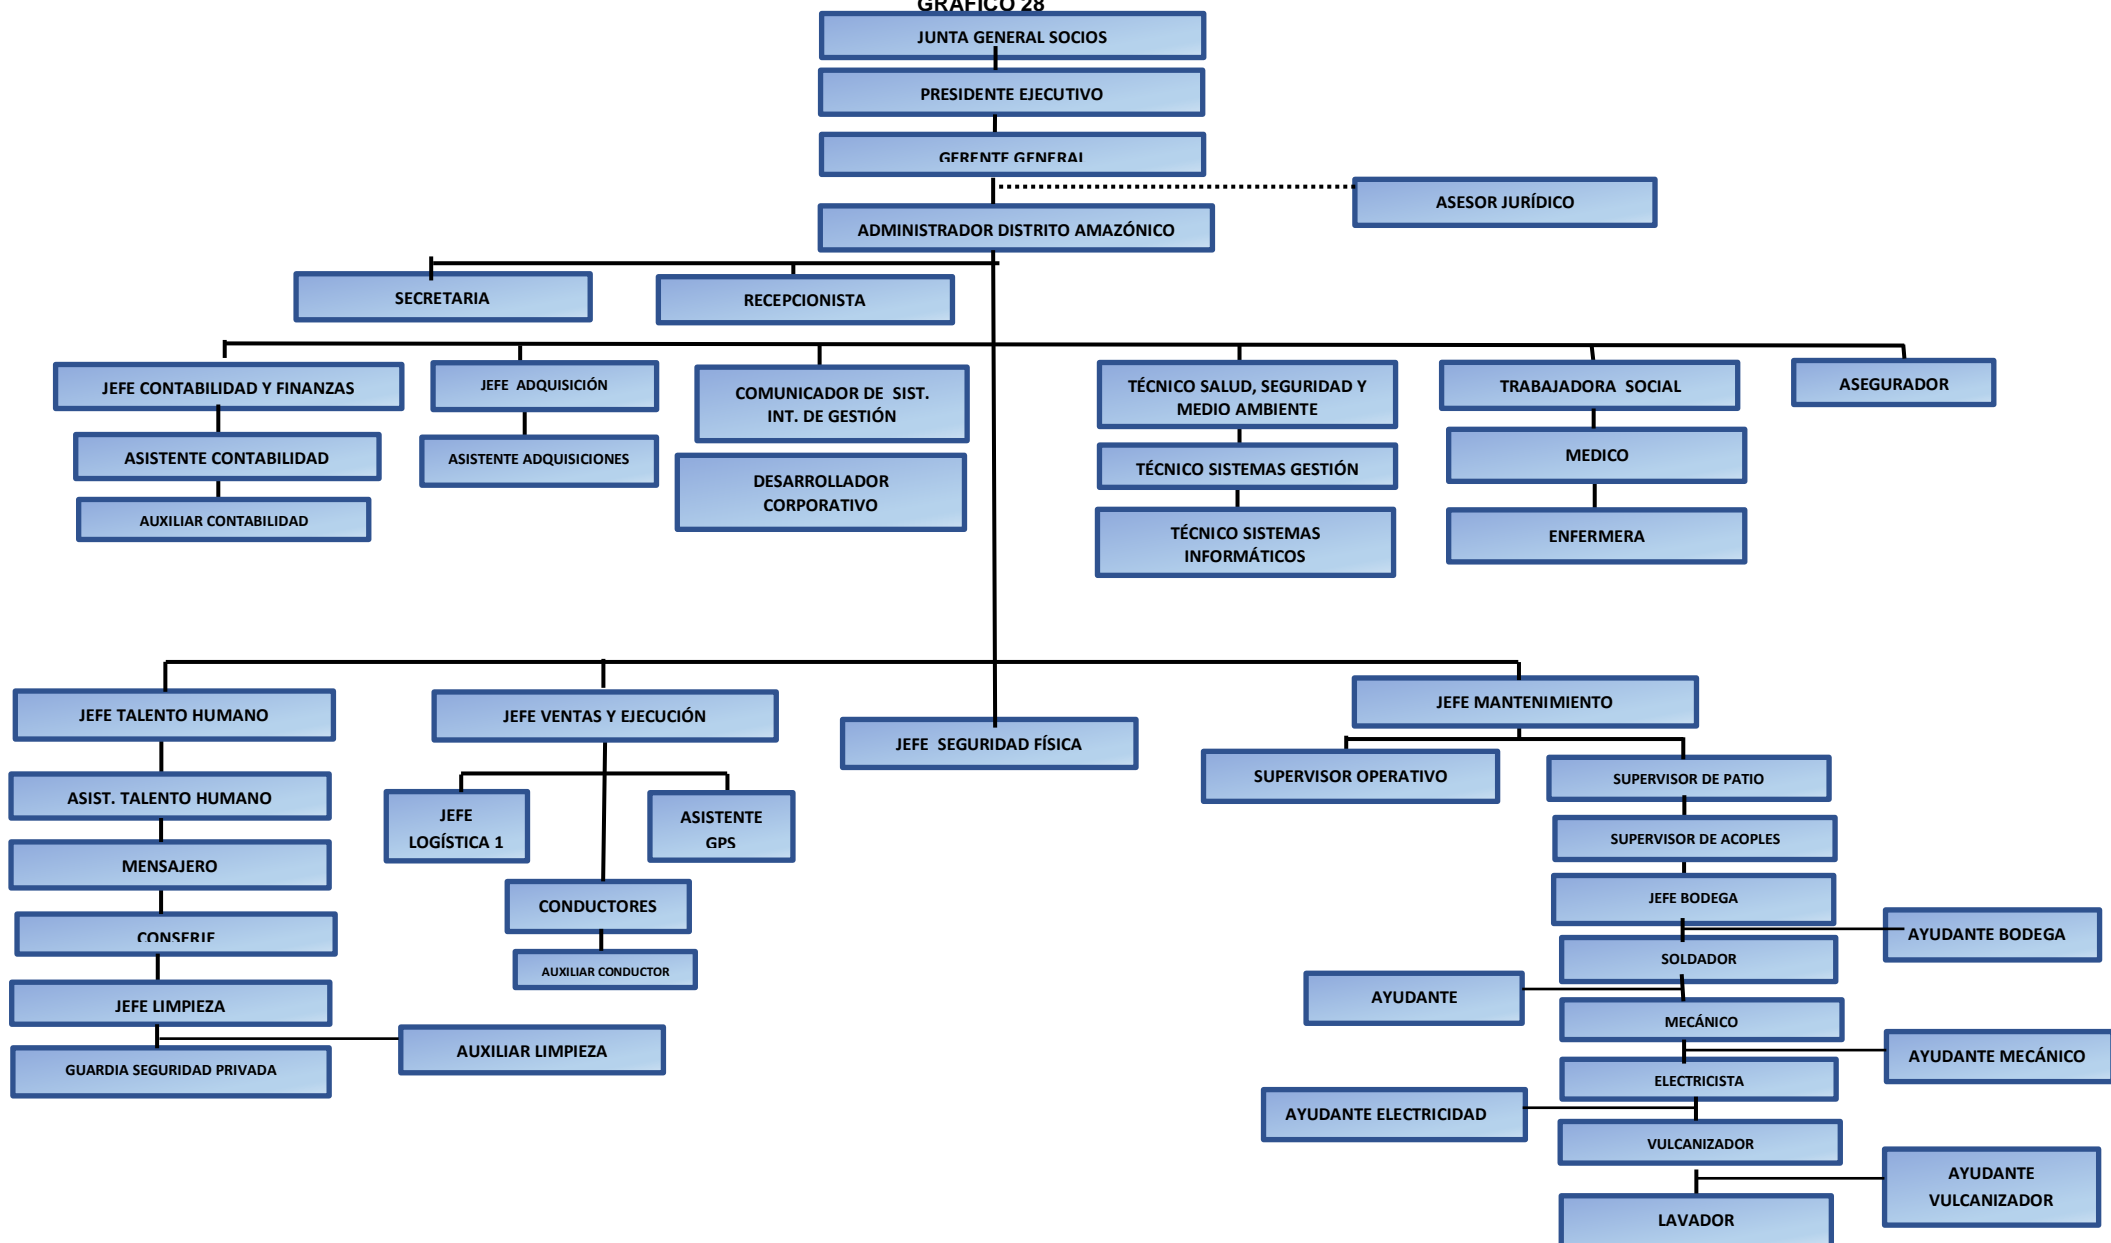 GRÁFICO 28
JUNTA GENERAL SOCIOS
PRESIDENTE EJECUTIVO
GERENTE GENERAL
ASESOR JURÍDICO
ADMINISTRADOR DISTRITO AMAZÓNICO
SECRETARIA
RECEPCIONISTA
JEFE CONTABILIDAD Y FINANZAS
JEFE ADQUISICIÓN
COMUNICADOR DE SIST.
INT. DE GESTIÓN
TÉCNICO SALUD, SEGURIDAD Y
MEDIO AMBIENTE
TRABAJADORA SOCIAL
ASEGURADOR
ASISTENTE CONTABILIDAD
ASISTENTE ADQUISICIONES
DESARROLLADOR
CORPORATIVO
TÉCNICO SISTEMAS GESTIÓN
MEDICO
AUXILIAR CONTABILIDAD
TÉCNICO SISTEMAS
INFORMÁTICOS
ENFERMERA
JEFE TALENTO HUMANO
JEFE VENTAS Y EJECUCIÓN
JEFE SEGURIDAD FÍSICA
JEFE MANTENIMIENTO
ASIST. TALENTO HUMANO
JEFE
LOGÍSTICA 1
ASISTENTE
GPS
SUPERVISOR OPERATIVO
SUPERVISOR DE PATIO
MENSAJERO
SUPERVISOR DE ACOPLES
CONSERJE
CONDUCTORES
JEFE BODEGA
AYUDANTE BODEGA
AUXILIAR CONDUCTOR
SOLDADOR
JEFE LIMPIEZA
AYUDANTE
MECÁNICO
AUXILIAR LIMPIEZA
AYUDANTE MECÁNICO
GUARDIA SEGURIDAD PRIVADA
ELECTRICISTA
AYUDANTE ELECTRICIDAD
VULCANIZADOR
AYUDANTE
VULCANIZADOR
LAVADOR